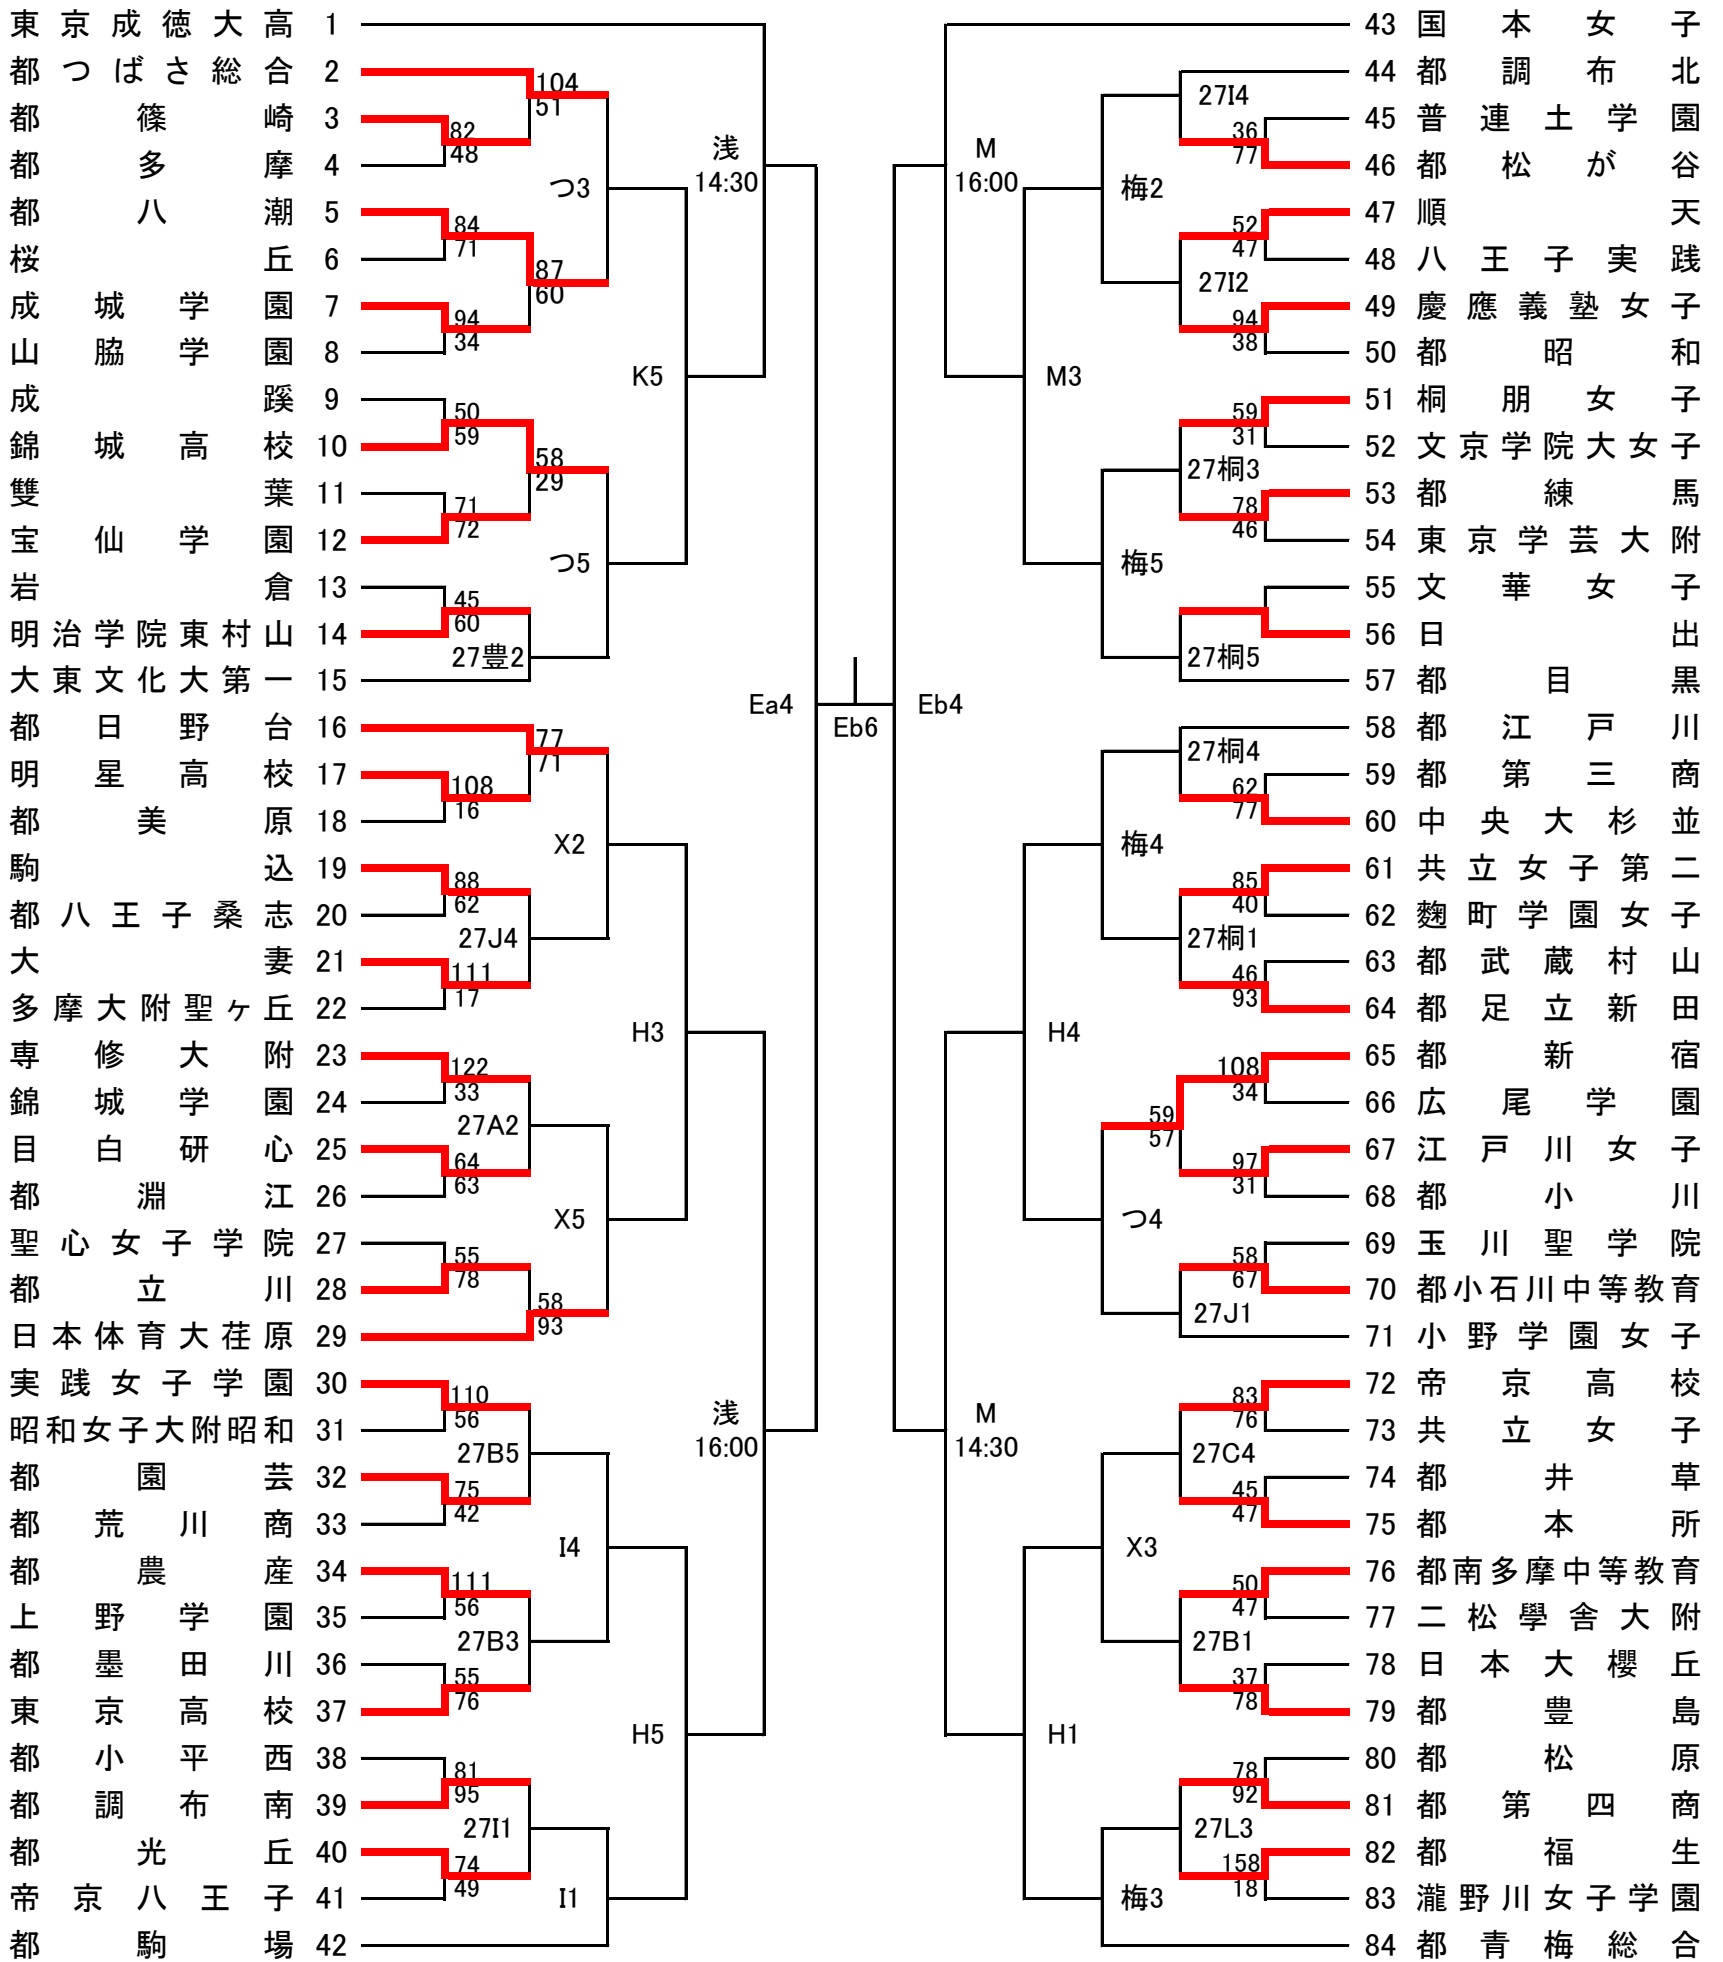 東京成徳大高 1
都つばさ総合 2
104
51
都篠崎 3
82
48
都多摩 4
つ3
都八潮 5
84
71
桜丘 6
87
60
成城学園 7
94
34
山脇学園 8
K5
成蹊 9
50
59
錦城高校 10
58
29
雙葉 11
71
72
宝仙学園 12
つ5
岩倉 13
45
60
明治学院東村山 14
27豊2
大東文化大第一 15
浅
14:30
都日野台 16
77
71
明星高校 17
108
16
都美原 18
X2
駒込 19
88
62
都八王子桑志 20
27J4
大妻 21
111
17
多摩大附聖ヶ丘 22
H3
専修大附 23
122
33
錦城学園 24
27A2
目白研心 25
64
63
都淵江 26
X5
聖心女子学院 27
55
78
都立川 28
58
93
日本体育大荏原 29
実践女子学園 30
110
56
昭和女子大附昭和 31
27B5
都園芸 32
75
42
都荒川商 33
I4
都農産 34
111
56
上野学園 35
27B3
都墨田川 36
55
76
東京高校 37
H5
都小平西 38
81
95
都調布南 39
27I1
都光丘 40
74
49
帝京八王子 41
I1
都駒場 42
浅
16:00
Ea4
Eb6
Eb4
43 国本女子
M
16:00
44 都調布北
27I4
45 普連土学園
36
77
46 都松が谷
梅2
47 順天
52
47
48 八王子実践
27I2
49 慶應義塾女子
94
38
50 都昭和
M3
51 桐朋女子
59
31
52 文京学院大女子
27桐3
53 都練馬
78
46
54 東京学芸大附
梅5
55 文華女子
56 日出
27桐5
57 都目黒
58 都江戸川
27桐4
59 都第三商
62
77
60 中央大杉並
梅4
61 共立女子第二
85
40
62 麴町学園女子
27桐1
63 都武蔵村山
46
93
64 都足立新田
H4
65 都新宿
108
34
66 広尾学園
59
57
67 江戸川女子
97
31
68 都小川
つ4
69 玉川聖学院
58
67
70 都小石川中等教育
27J1
71 小野学園女子
M
14:30
72 帝京高校
83
76
73 共立女子
27C4
74 都井草
45
47
75 都本所
X3
76 都南多摩中等教育
50
47
77 二松學舎大附
27B1
78 日本大櫻丘
37
78
79 都豊島
H1
80 都松原
78
92
81 都第四商
27L3
82 都福生
158
18
83 瀧野川女子学園
梅3
84 都青梅総合